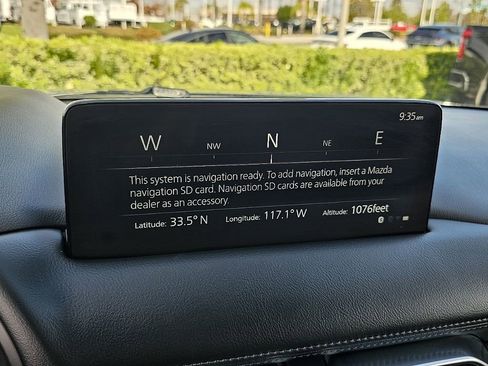 9:35am
W NW N NE E
This system is navigation ready. To add navigation, insert a Mazda
navigation SD card. Navigation SD cards are available from your
dealer as an accessory.
Latitude: 33.5° N Longitude: 117.1° W Altitude: 1076feet